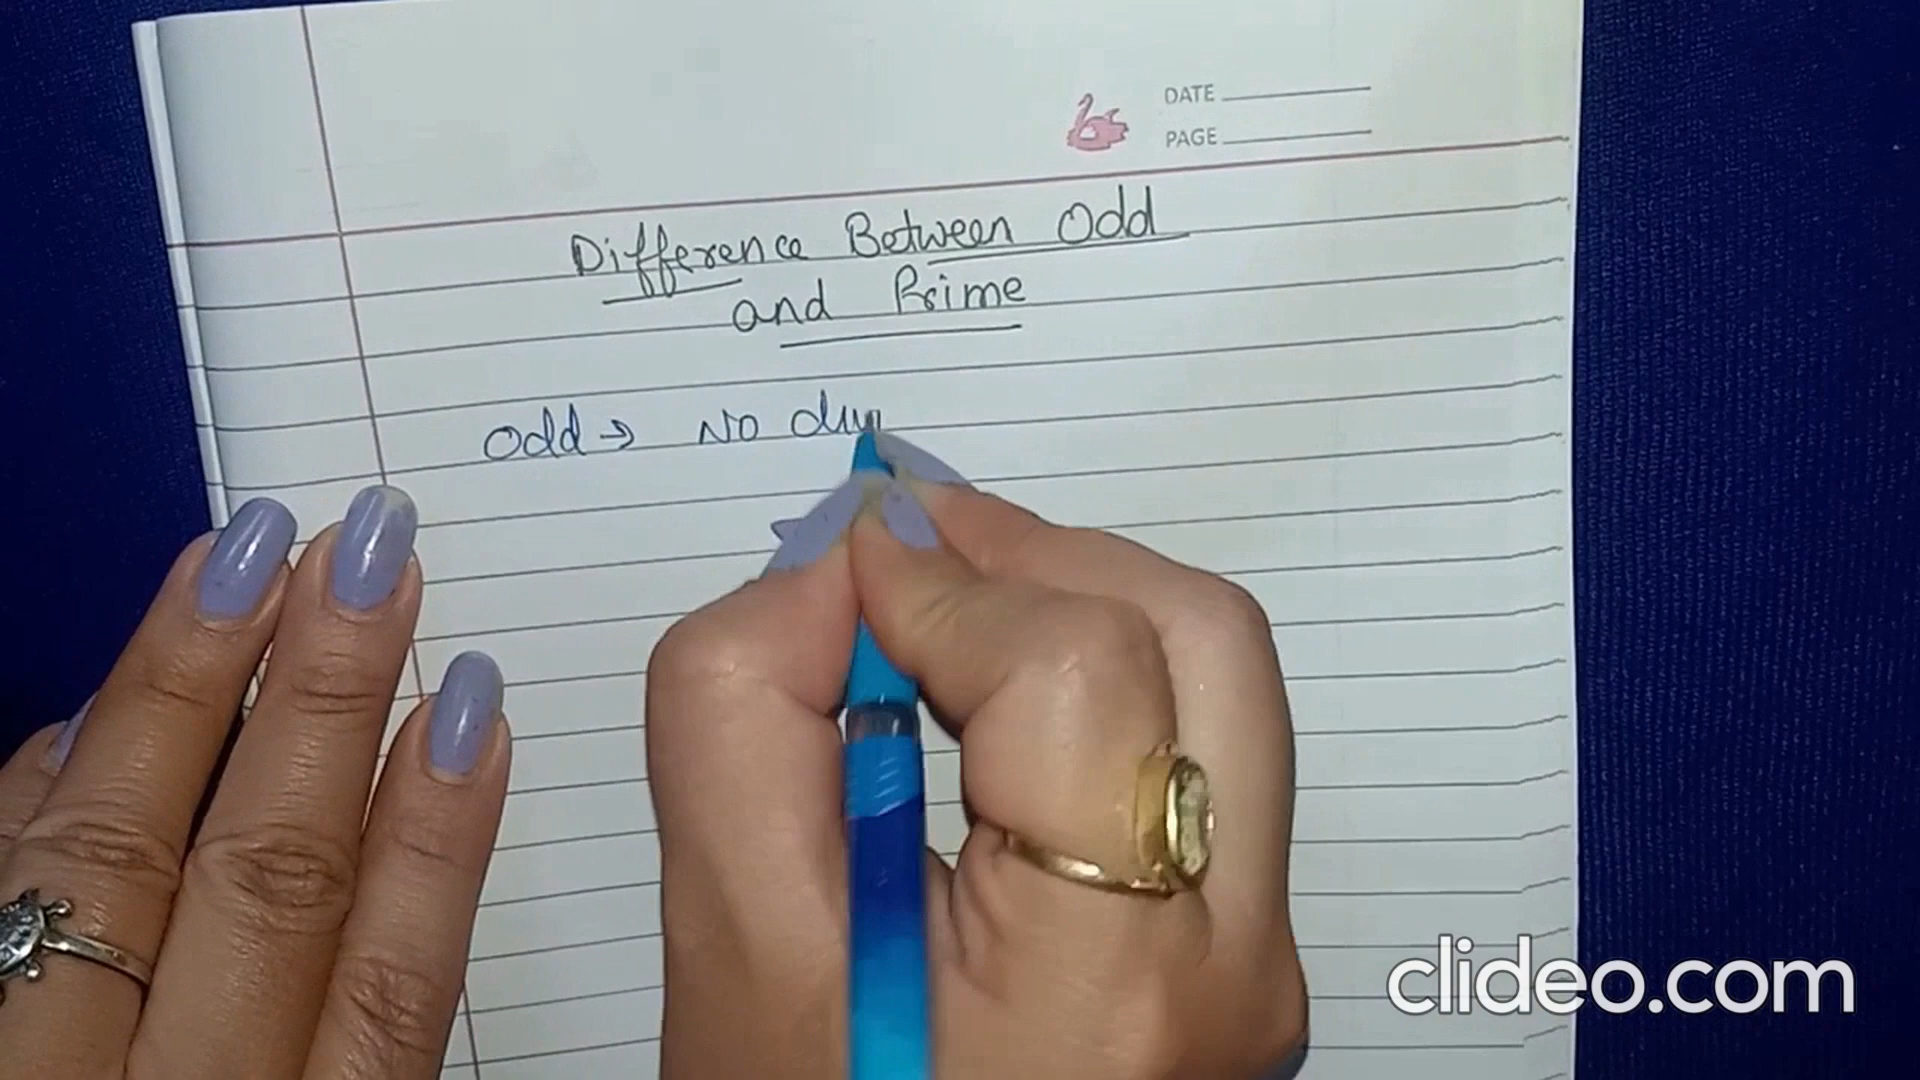 DATE
PAGE
Difference Between Odd
and Prime
Odd → No
clideo.com